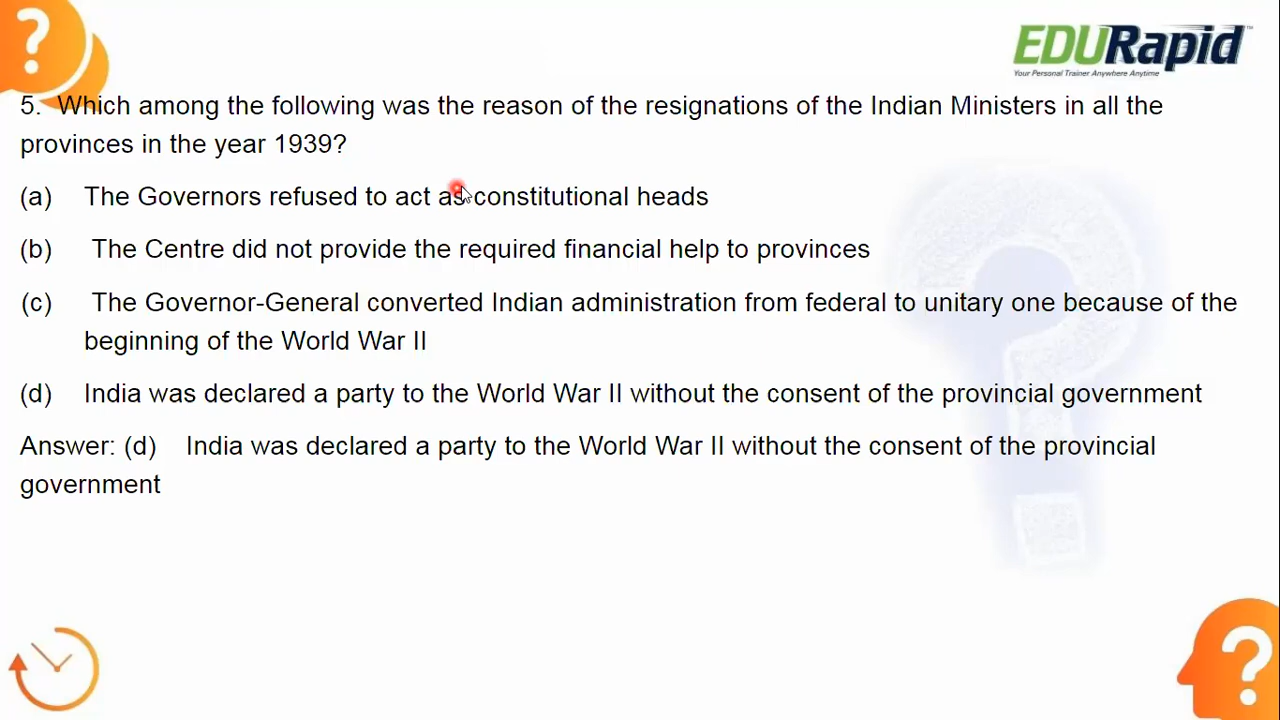 EDURapid™
Your Personal Trainer Anywhere Anytime
5. Which among the following was the reason of the resignations of the Indian Ministers in all the
provinces in the year 1939?
(a) The Governors refused to act as constitutional heads
(b) The Centre did not provide the required financial help to provinces
(c) The Governor-General converted Indian administration from federal to unitary one because of the
beginning of the World War II
(d) India was declared a party to the World War II without the consent of the provincial government
Answer: (d) India was declared a party to the World War II without the consent of the provincial
government